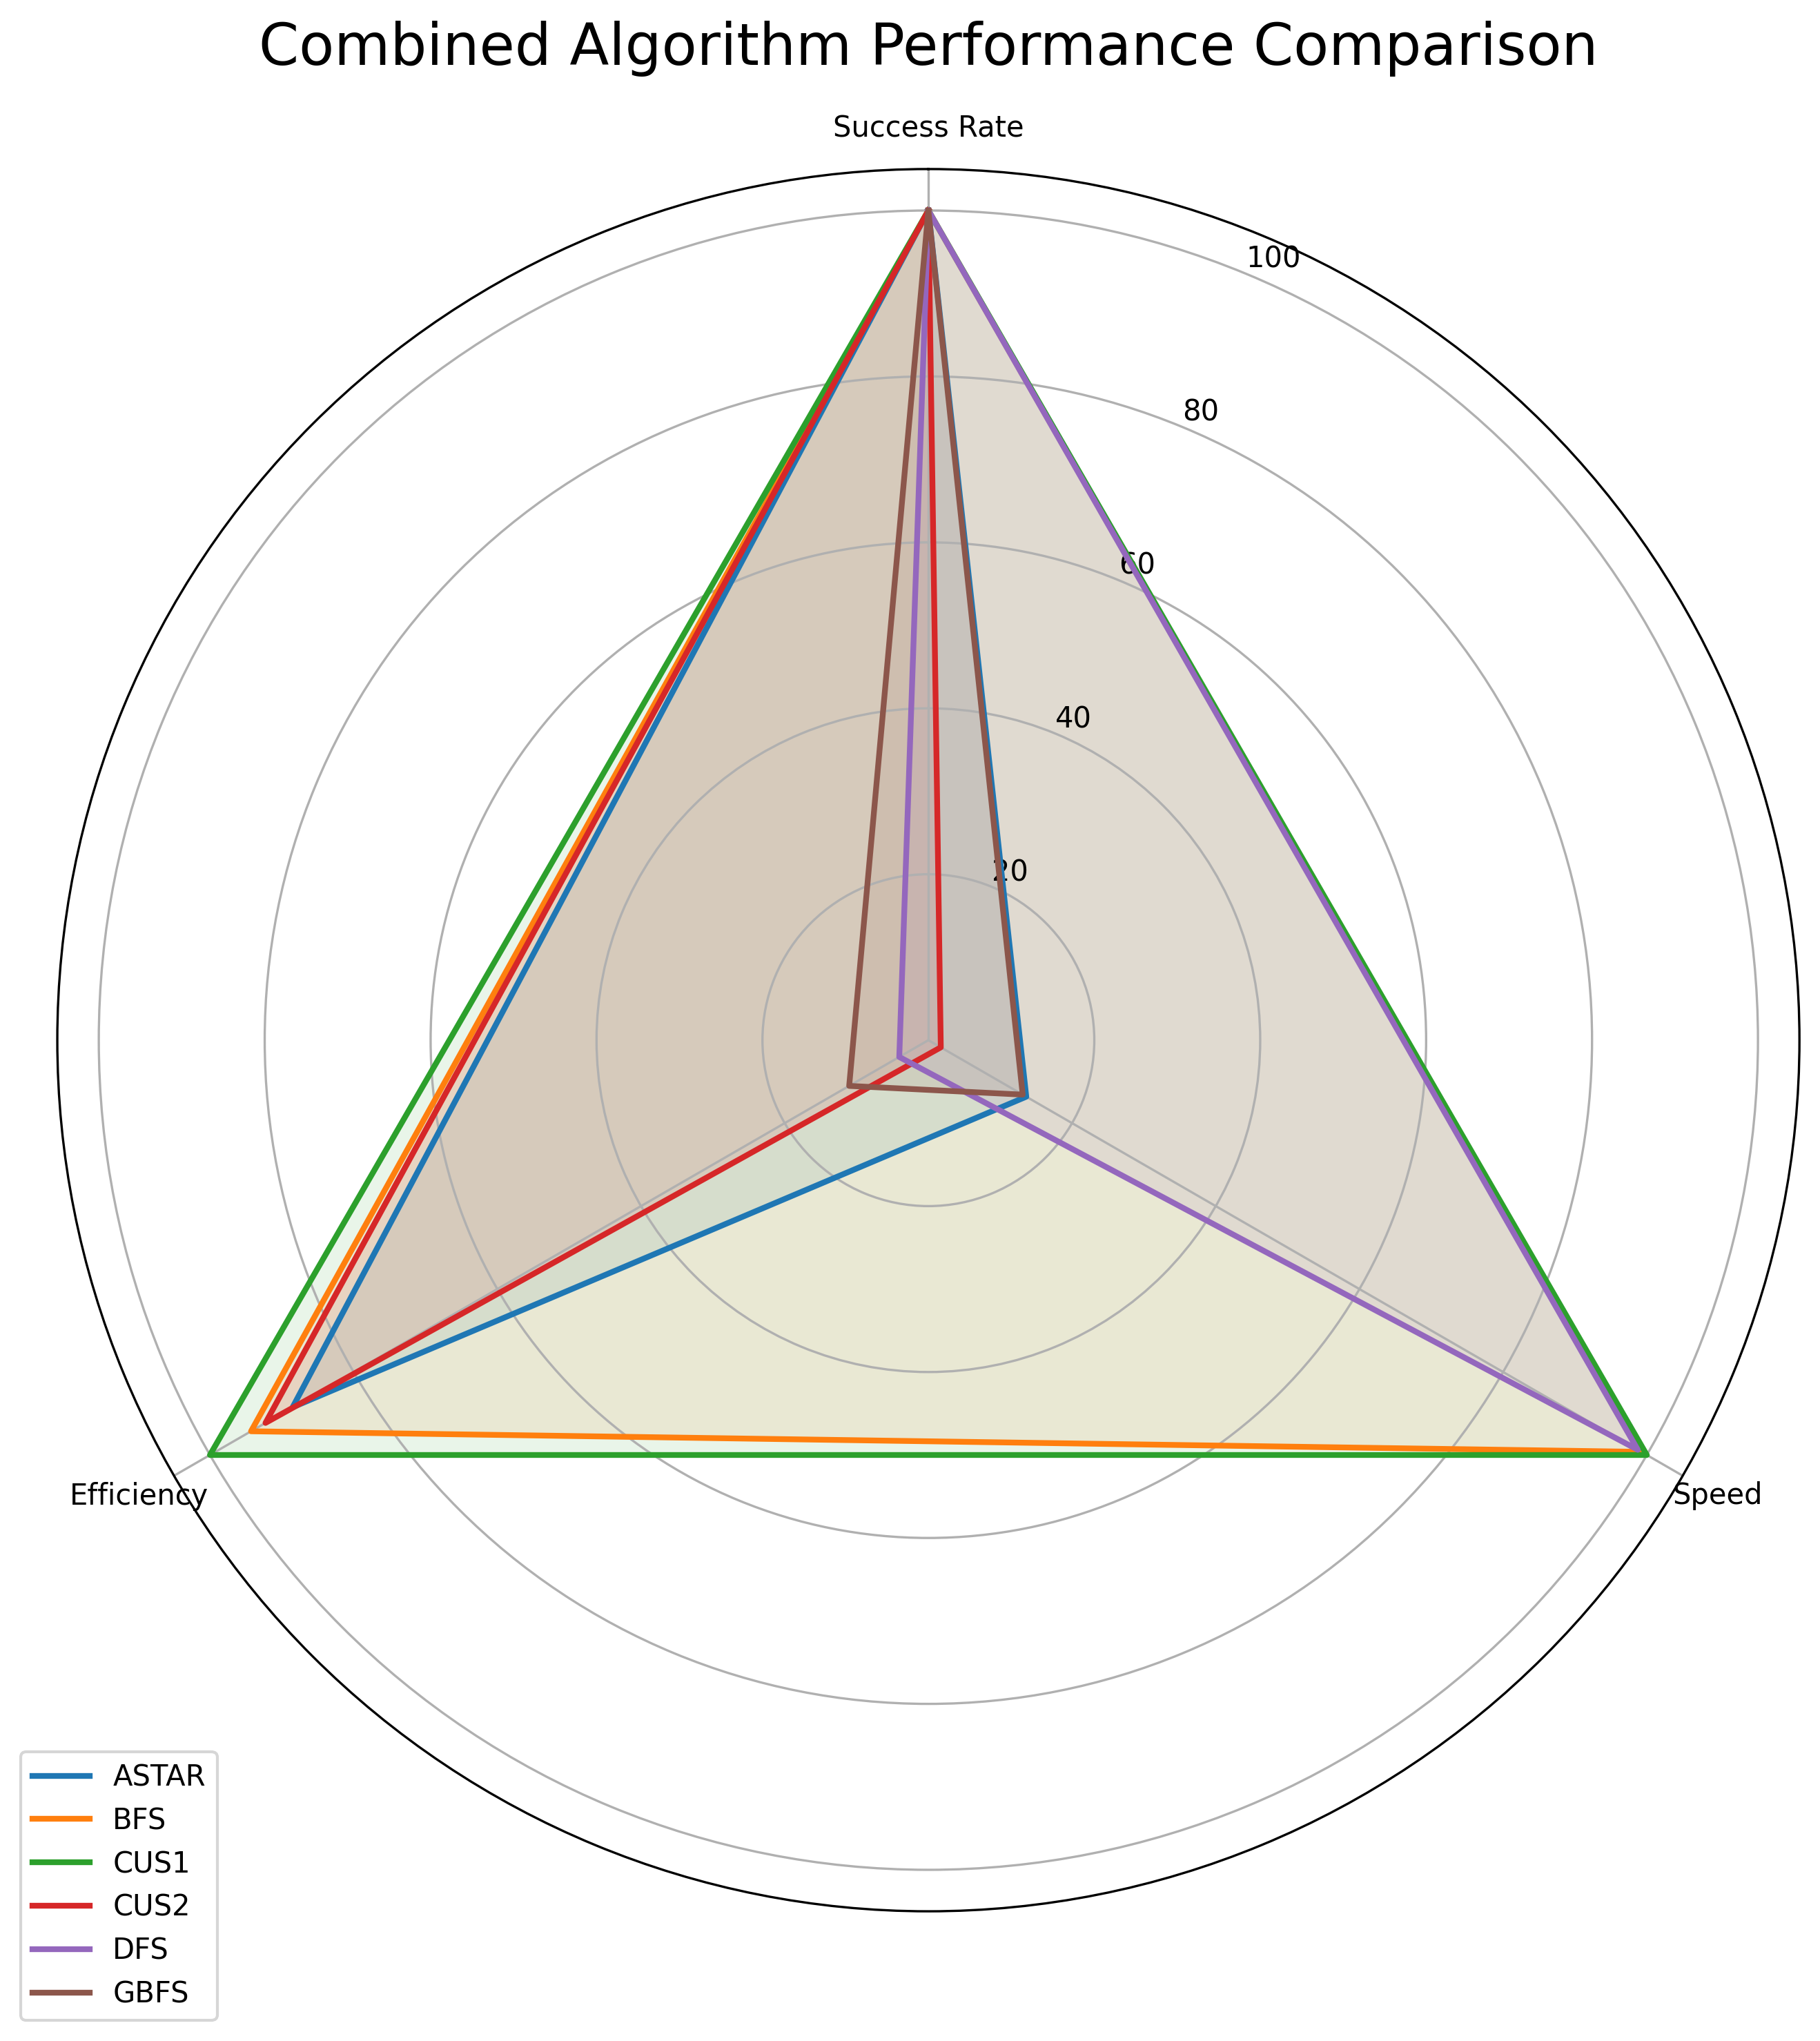 Combined Algorithm Performance Comparison
Success Rate
100
80
60
40
20
Efficiency
Speed
ASTAR
BFS
CUS1
CUS2
DFS
GBFS